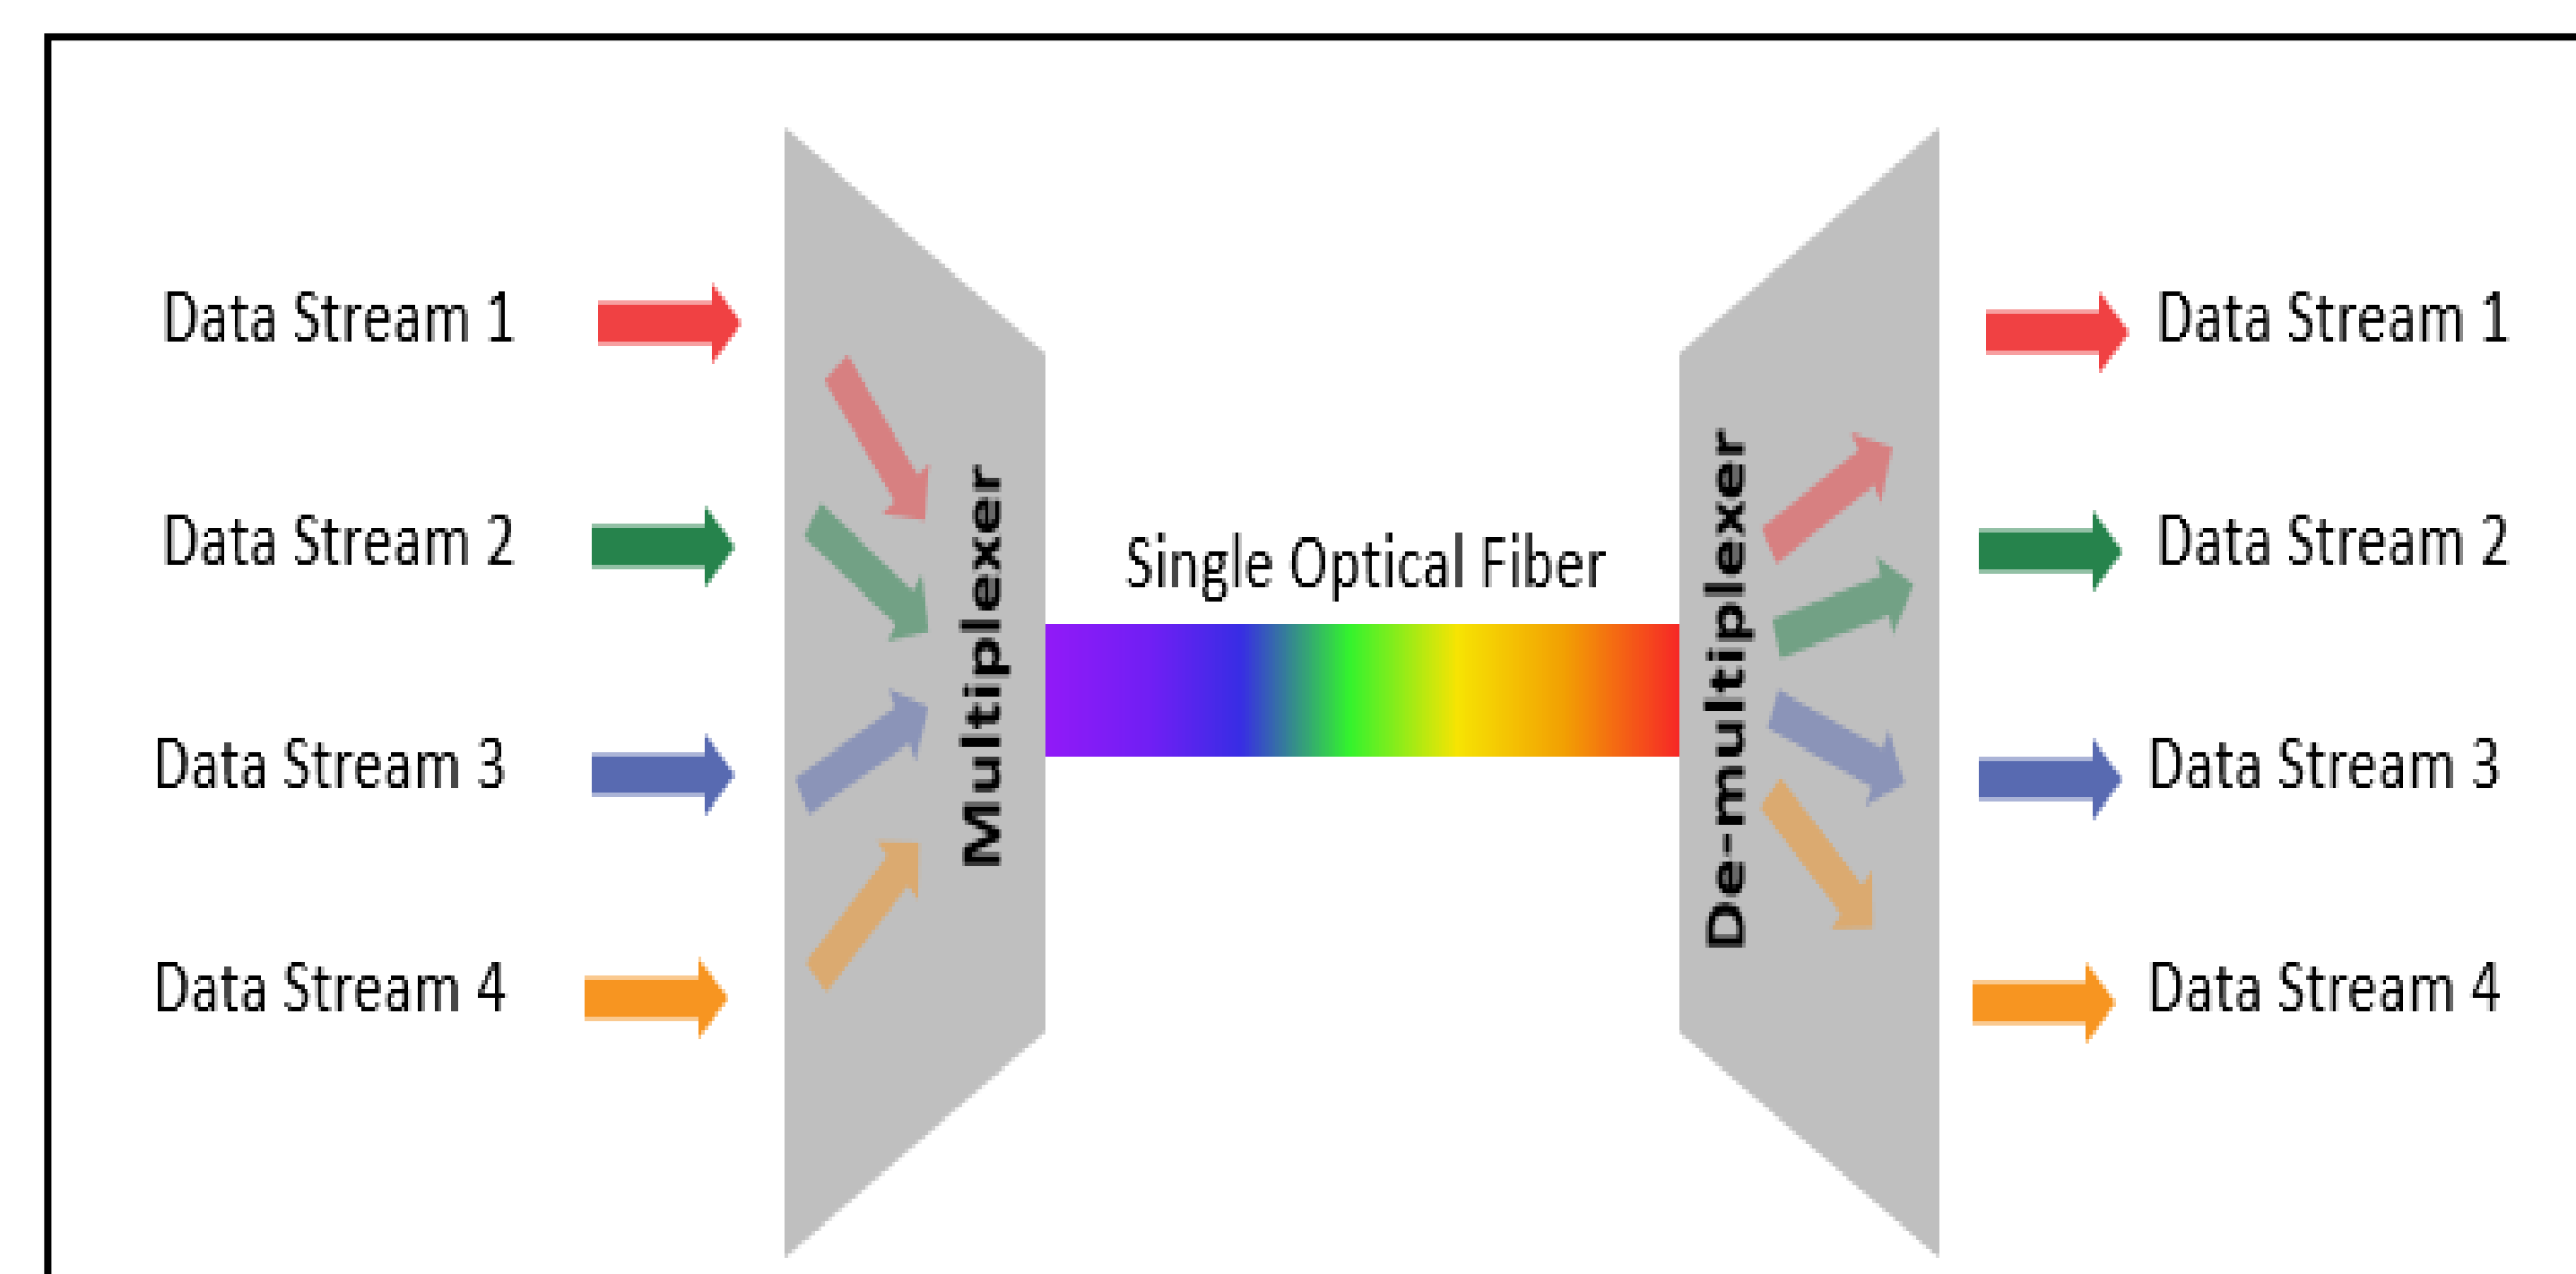 Data Stream 1
Data Stream 2
Data Stream 3
Data Stream 4
Multiplexer
Single Optical Fiber
De-multiplexer
Data Stream 1
Data Stream 2
Data Stream 3
Data Stream 4